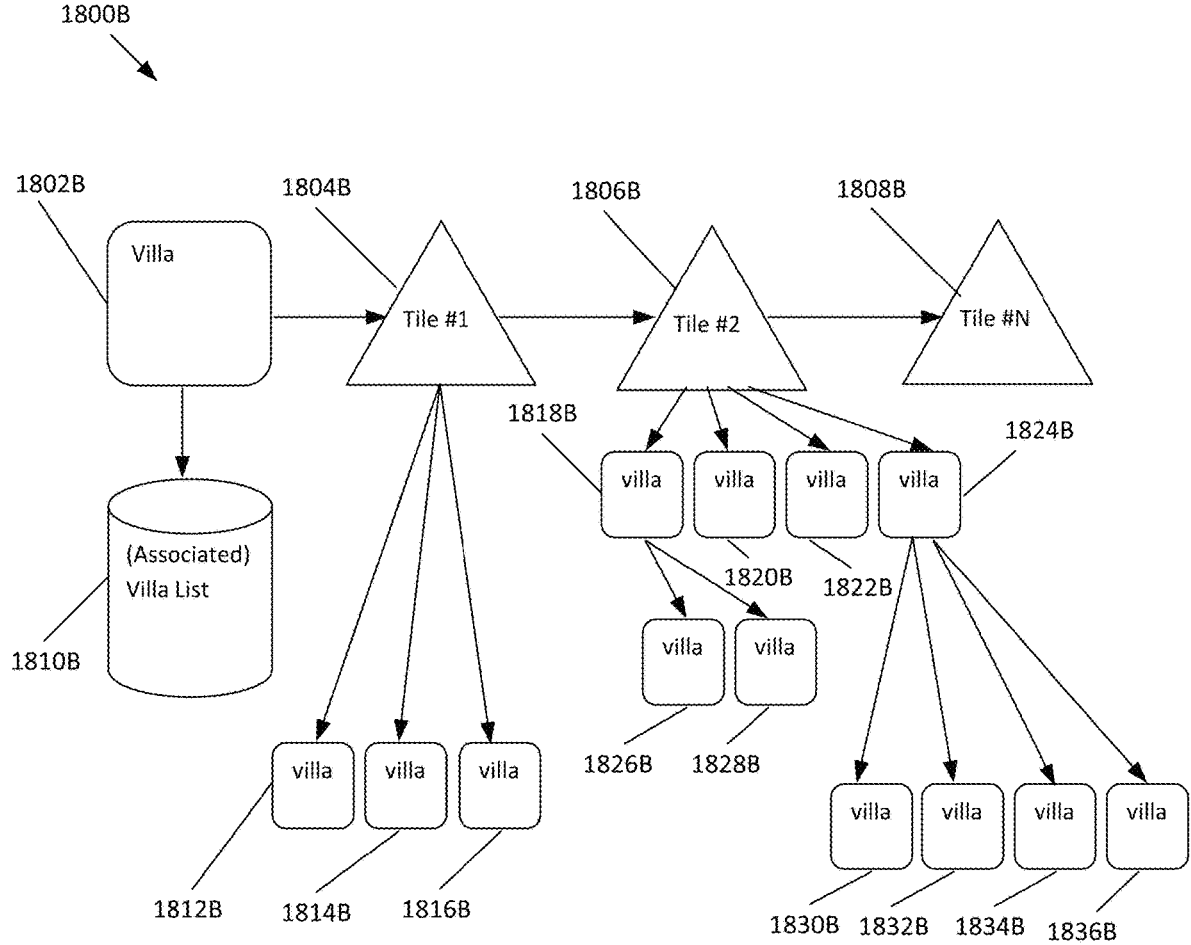 1800B
1802B
1804B
1806B
1808B
Villa
Tile #1
Tile #2
Tile #N
1818B
1824B
villa
villa
villa
villa
(Associated)
Villa List
1820B
1822B
1810B
villa
villa
1826B
1828B
villa
villa
villa
villa
villa
villa
villa
1812B
1814B
1816B
1830B
1832B
1834B
1836B